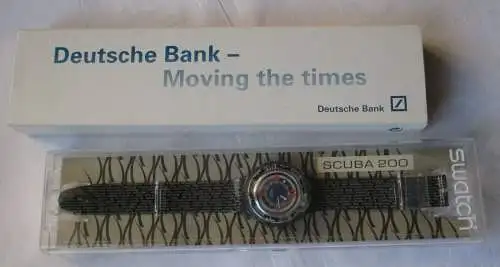 Deutsche Bank –
Moving the times
Deutsche Bank
SCUBA 200
swatch